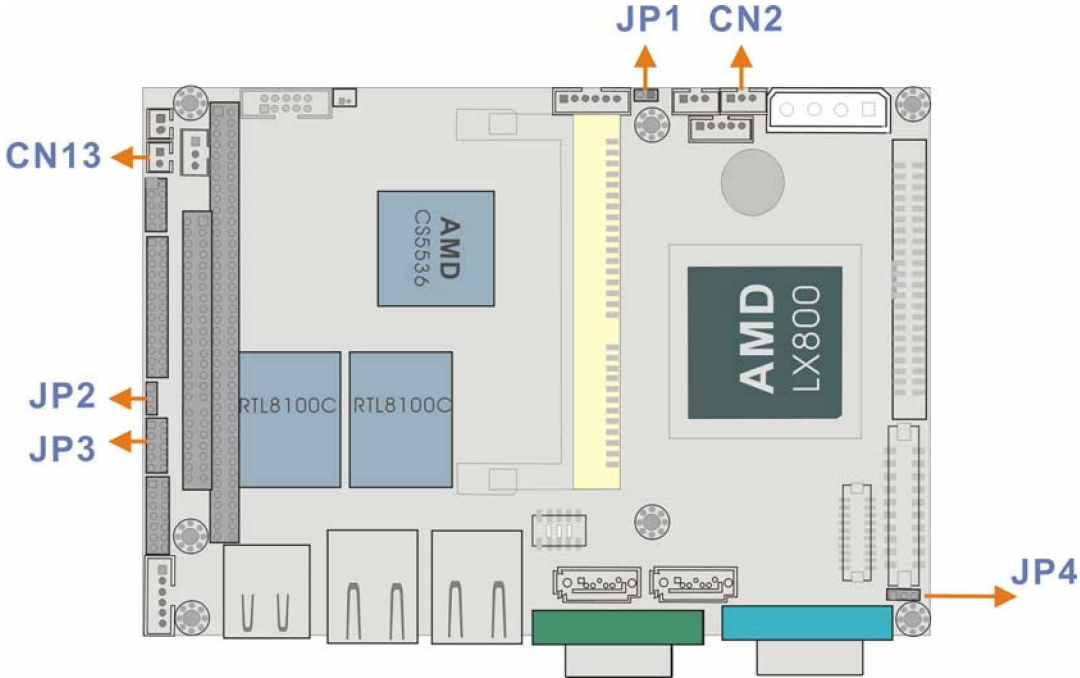 JP1 CN2
CN13
AMD
CS5536
AMD
LX800
JP2
JP3
RTL8100C RTL8100C
JP4